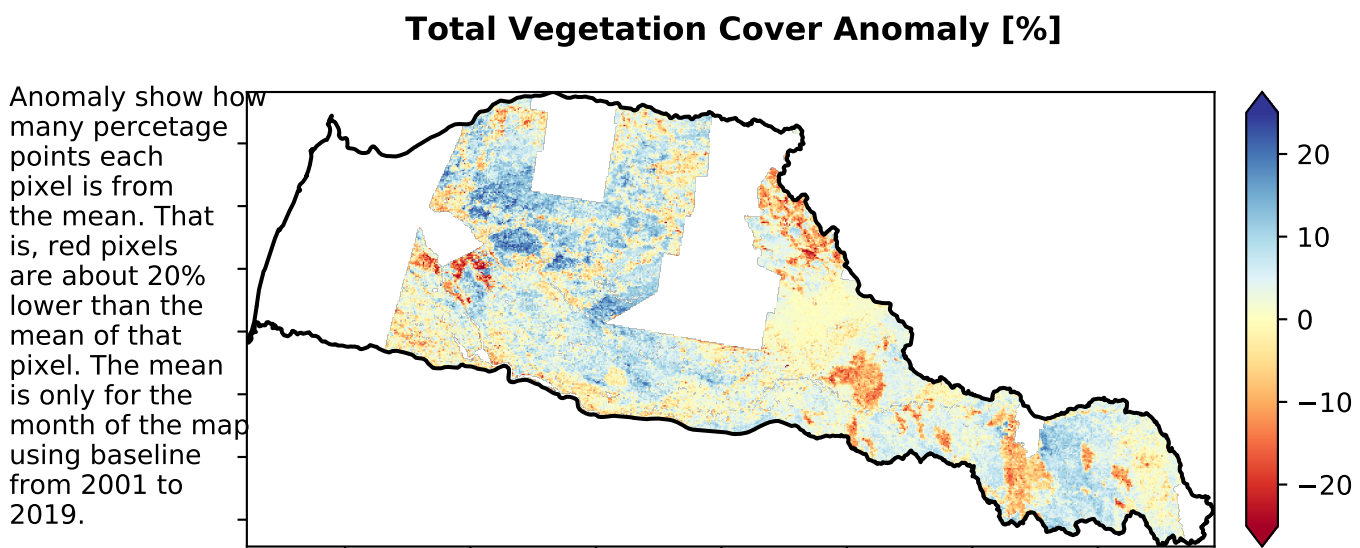 Total Vegetation Cover Anomaly [%]
Anomaly show how
many percetage
points each
pixel is from
the mean. That
is, red pixels
are about 20%
lower than the
mean of that
pixel. The mean
is only for the
month of the map
using baseline
from 2001 to
2019.
20
10
0
−10
−20